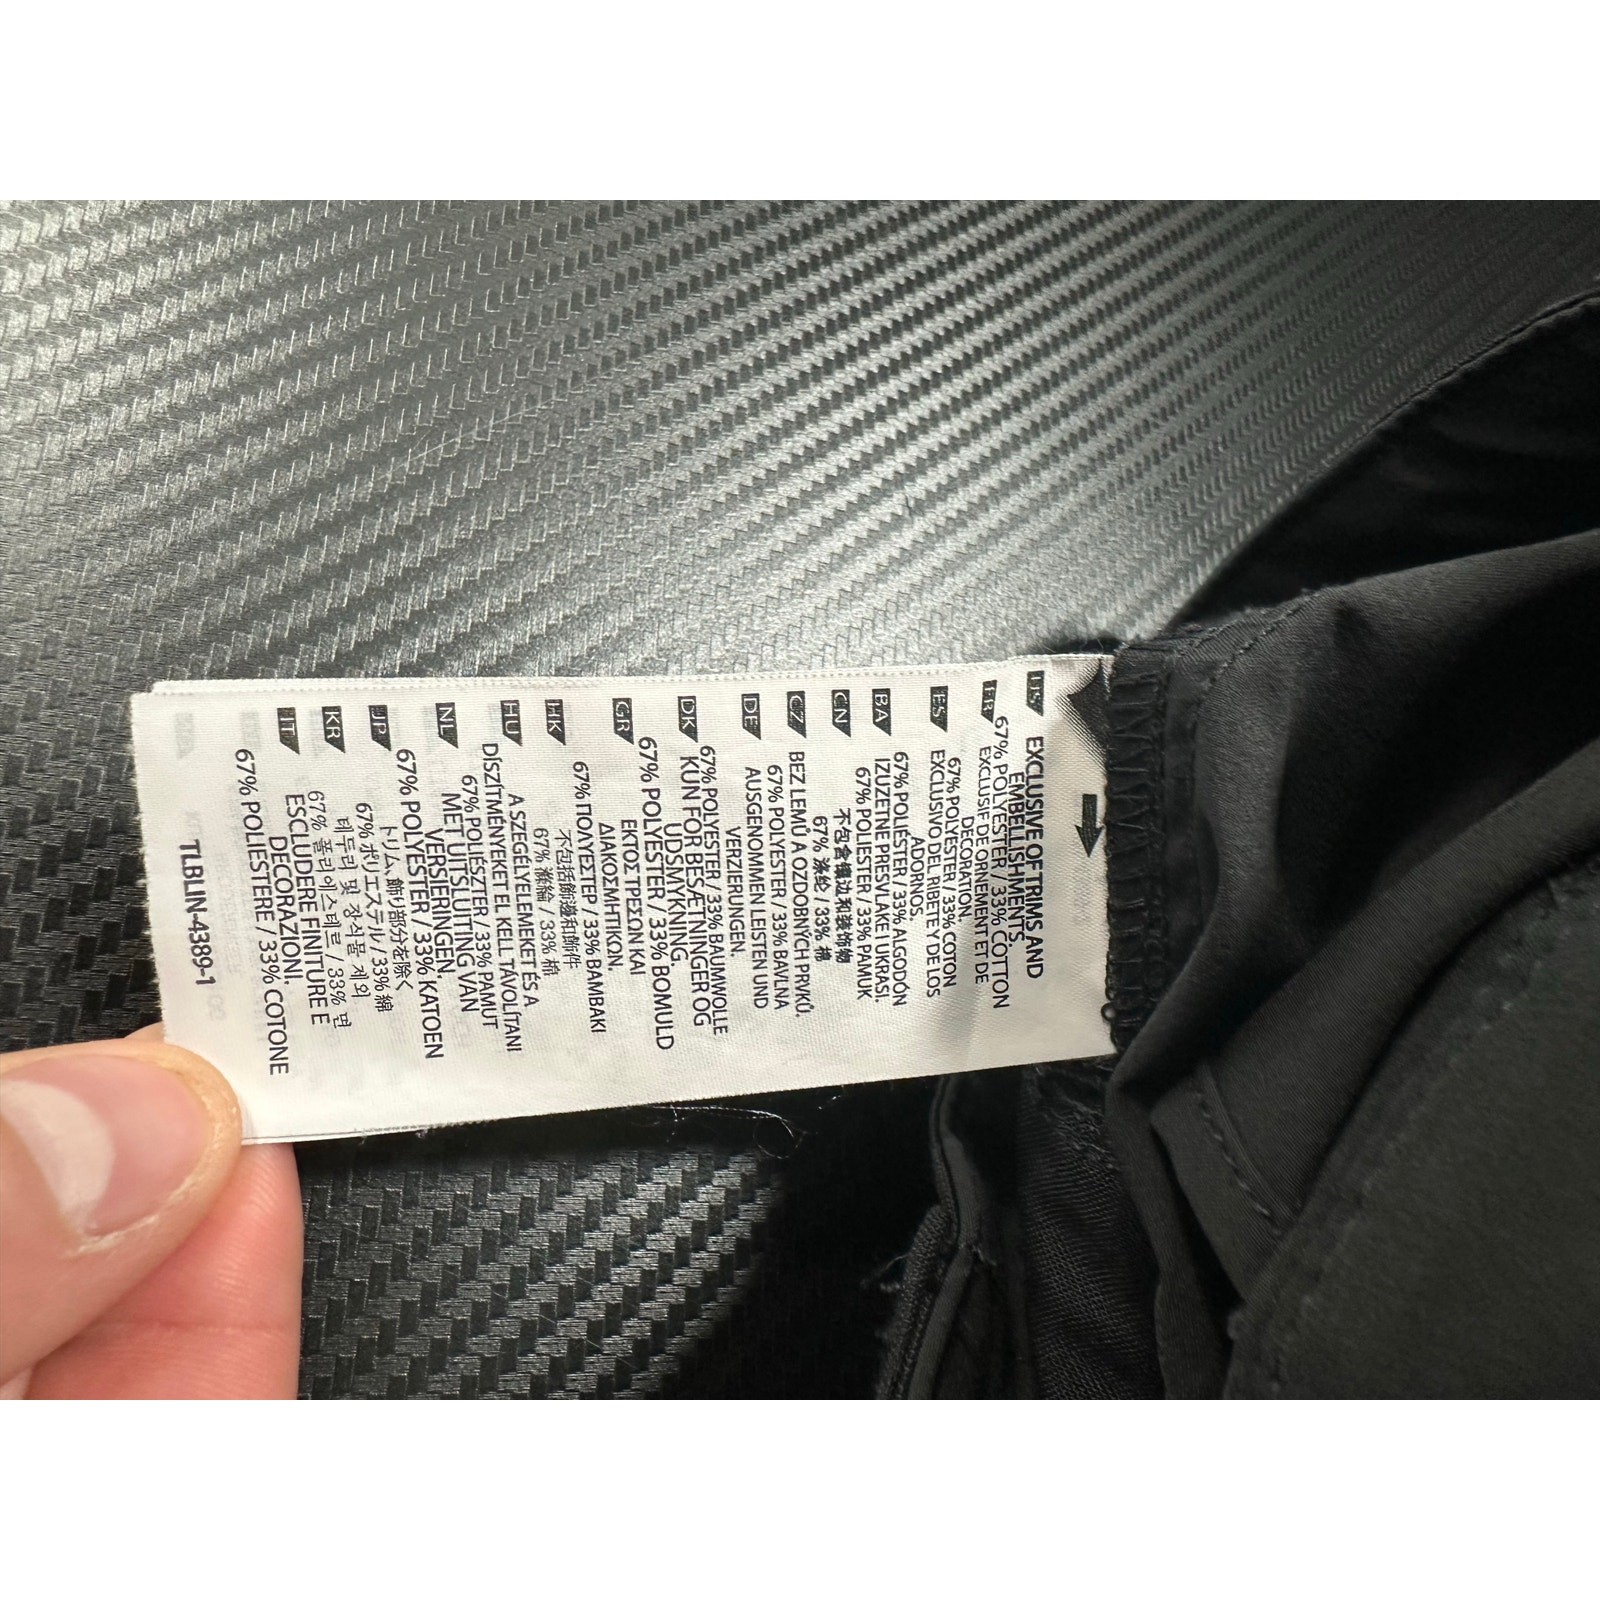 US EXCLUSIVE OF TRIMS AND
EMBELLISHMENTS.
67% POLYESTER / 33% COTTON
FR EXCLUSIF DE ORNEMENT ET DE
DECORATION.
67% POLYESTER / 33% COTON
ES EXCLUSIVO DEL RIBETE Y DE LOS
ADORNOS.
67% POLIÉSTER / 33% ALGODÓN
BA IZUZETNE PRESVLAKE I UKRASI.
67% POLIESTER / 33% PAMUK
CN 不包含镶边和装饰物
67% 涤纶 / 33% 棉
CZ BEZ LEMŮ A OZDOBNÝCH PRVKŮ.
67% POLYESTER / 33% BAVLNA
DE AUSGENOMMEN LEISTEN UND
VERZIERUNGEN.
67% POLYESTER / 33% BAUMWOLLE
DK KUN FOR BESÆTNINGER OG
UDSMYKNING.
67% POLYESTER / 33% BOMULD
GR ΕΚΤΟΣ ΤΡΕΣΩΝ ΚΑΙ
ΔΙΑΚΟΣΜΗΤΙΚΩΝ.
67% ΠΟΛΥΕΣΤΕΡ / 33% ΒΑΜΒΑΚΙ
HK 不包括飾邊和飾件
67% 滌綸 / 33% 棉
HU A SZEGÉLYELEMEKET ÉS A
DÍSZÍTMÉNYEKET EL KELL TÁVOLÍTANI
67% POLIÉSZTER / 33% PAMUT
NL MET UITSLUITING VAN
VERSIERINGEN.
67% POLYESTER / 33% KATOEN
JP トリム、飾り部分を除く
67% ポリエステル / 33% 綿
KR 테두리 및 장식물 제외
67% 폴리에스테르 / 33% 면
IT ESCLUDERE FINITURE E
DECORAZIONI.
67% POLIESTERE / 33% COTONE
TLBLIN-4389-1